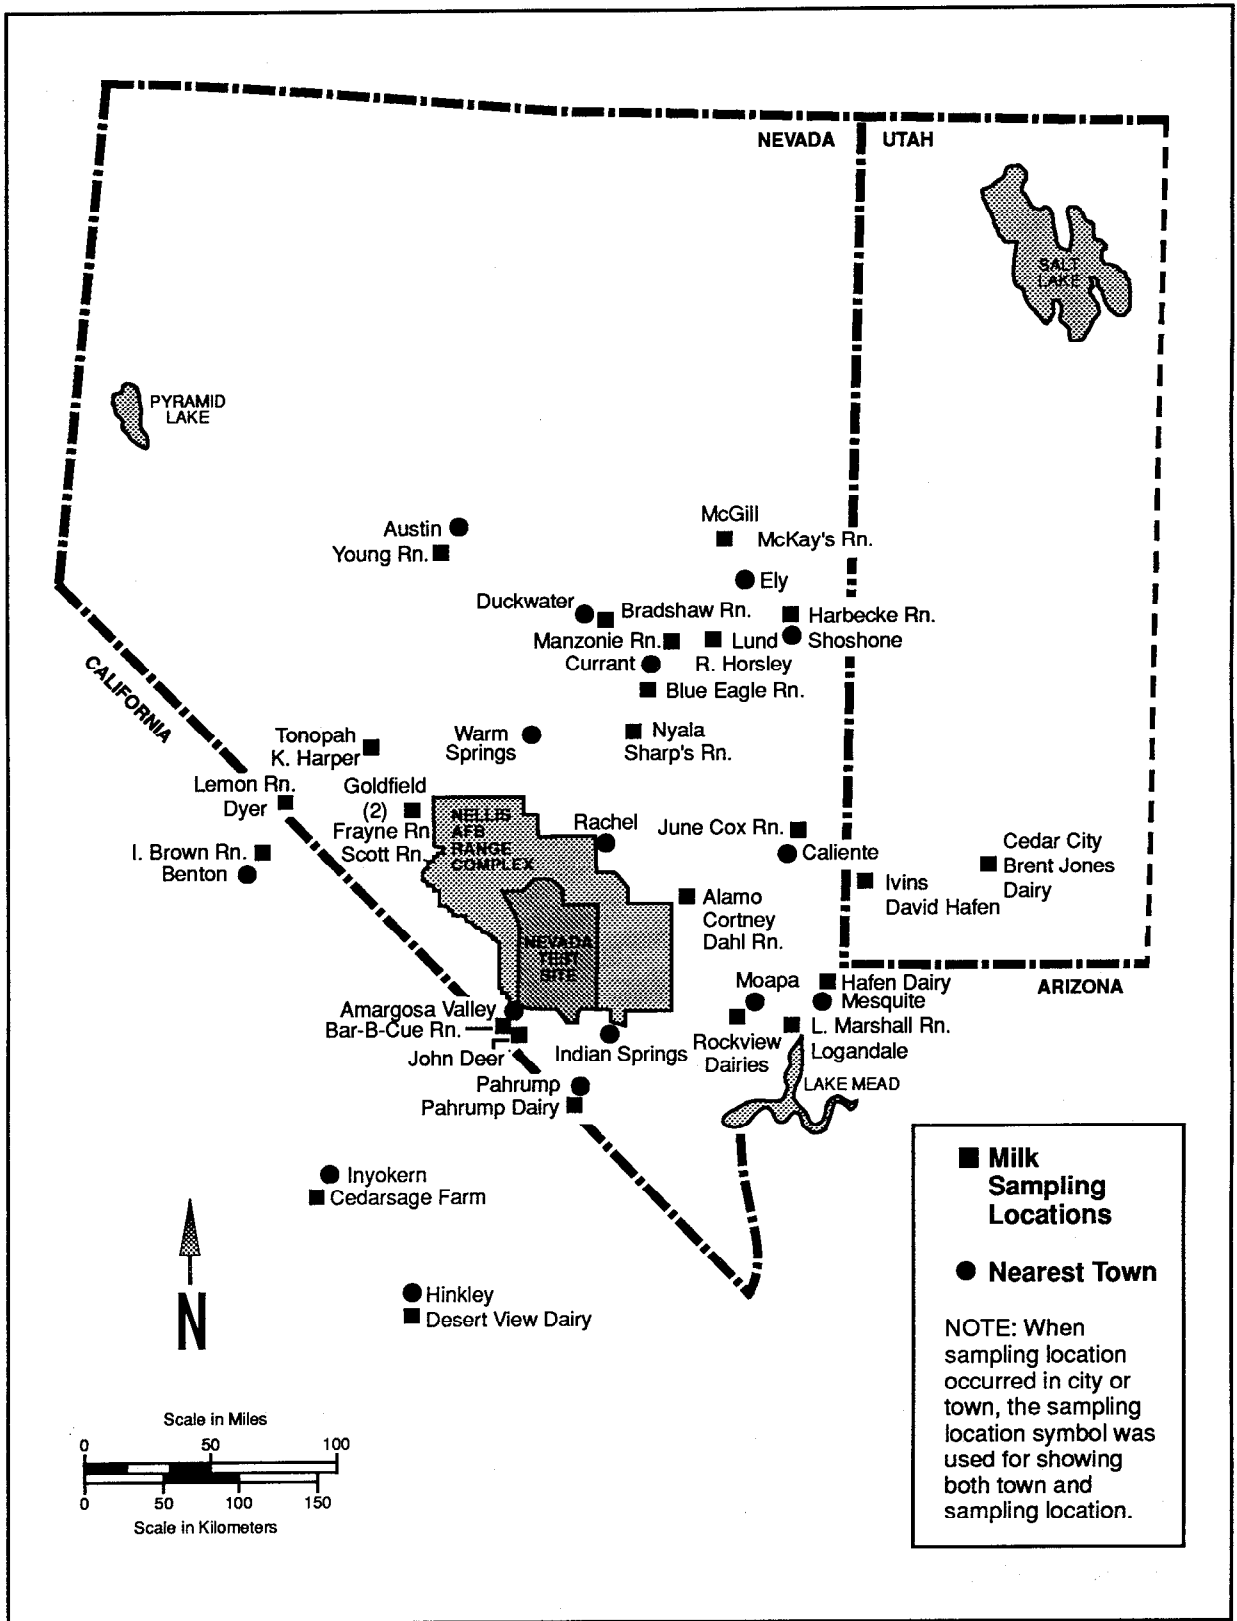 NEVADA
UTAH
SALT
LAKE
PYRAMID
LAKE
Austin
Young Rn.
McGill
McKay's Rn.
Ely
Duckwater
Bradshaw Rn.
Harbecke Rn.
Manzonie Rn.
Lund
Shoshone
Currant
R. Horsley
Blue Eagle Rn.
CALIFORNIA
Tonopah
K. Harper
Warm
Springs
Nyala
Sharp's Rn.
Lemon Rn.
Dyer
Goldfield
(2)
Frayne Rn
Scott Rn.
NELLIS
AFB
RANGE
COMPLEX
Rachel
June Cox Rn.
Caliente
Cedar City
Brent Jones
Dairy
I. Brown Rn.
Benton
Ivins
David Hafen
Alamo
Cortney
Dahl Rn.
NEVADA
TEST
SITE
Moapa
Hafen Dairy
ARIZONA
Mesquite
Amargosa Valley
Bar-B-Cue Rn.
John Deer
Indian Springs
Rockview
Dairies
L. Marshall Rn.
Logandale
LAKE MEAD
Pahrump
Pahrump Dairy
Inyokern
Cedarsage Farm
Hinkley
Desert View Dairy
N
Scale in Miles
0 50 100
0 50 100 150
Scale in Kilometers
Milk
Sampling
Locations
Nearest Town
NOTE: When
sampling location
occurred in city or
town, the sampling
location symbol was
used for showing
both town and
sampling location.